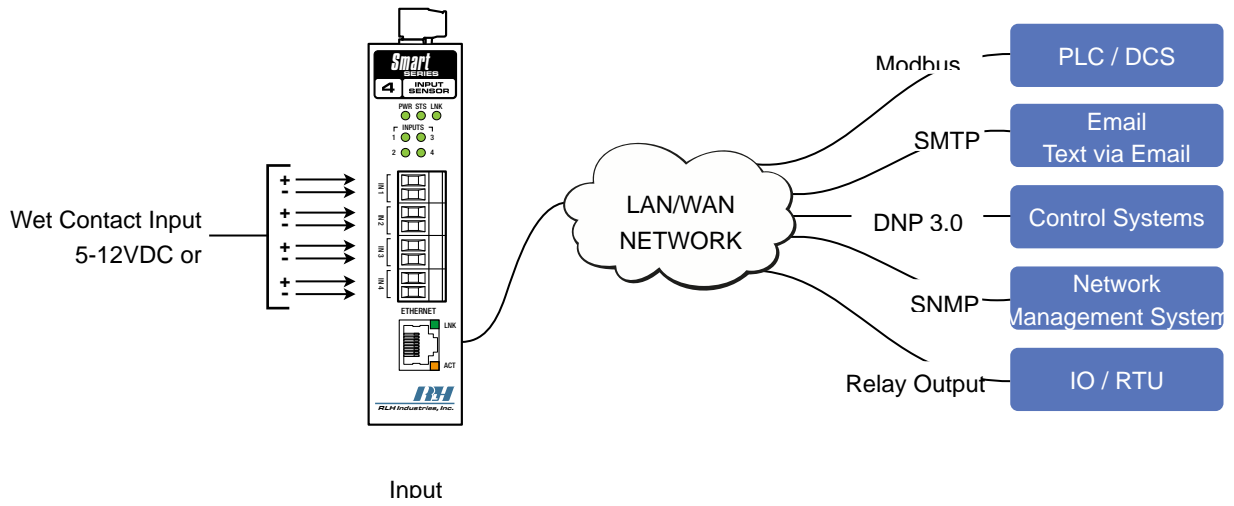 Smart
SERIES
4 INPUT
SENSOR
PWR STS LNK
INPUTS
1 3
2 4
Wet Contact Input
5-12VDC or
+
-
+
-
+
-
+
-
IN 1
IN 2
IN 3
IN 4
ETHERNET
LNK
ACT
RLH
RLH Industries, Inc.
Input
LAN/WAN
NETWORK
Modbus
PLC / DCS
SMTP
Email
Text via Email
DNP 3.0
Control Systems
SNMP
Network
Management System
Relay Output
IO / RTU